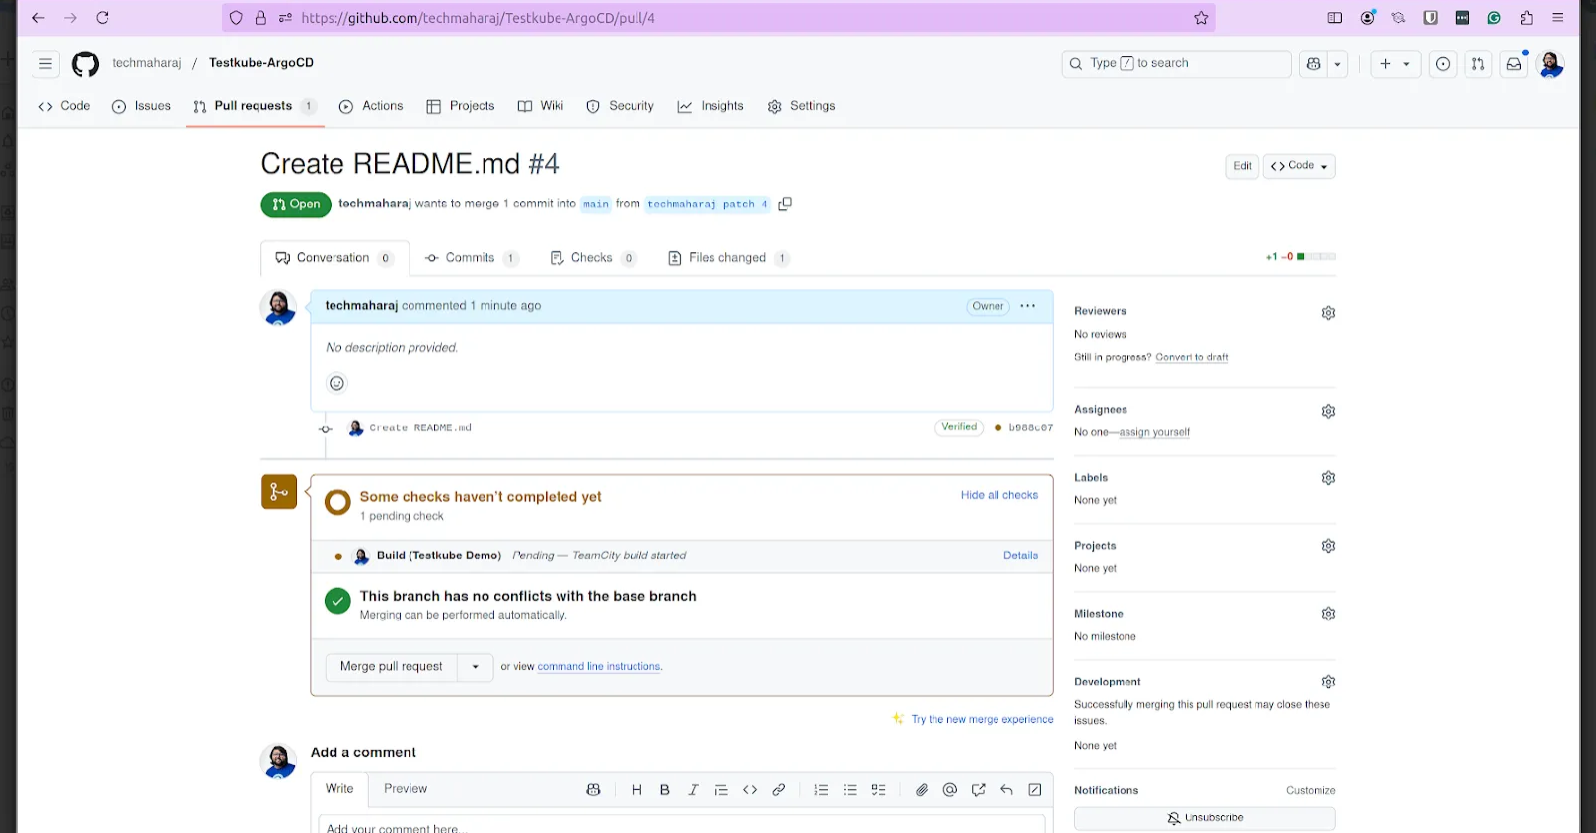 https://github.com/techmaharaj/Testkube-ArgoCD/pull/4
techmaharaj / Testkube-ArgoCD
Type / to search
Code Issues Pull requests 1 Actions Projects Wiki Security Insights Settings
Create README.md #4
Edit
Code
Open
techmaharaj wants to merge 1 commit into main from techmaharaj patch 4
Conversation 0 Commits 1 Checks 0 Files changed 1
+1 −0
techmaharaj commented 1 minute ago
Owner
No description provided.
Create README.md
Verified
Some checks haven't completed yet
Hide all checks
1 pending check
Build (Testkube Demo) Pending — TeamCity build started
Details
This branch has no conflicts with the base branch
Merging can be performed automatically.
Merge pull request
or view command line instructions.
Try the new merge experience
Add a comment
Write Preview
H B I
Add your comment here...
Reviewers
No reviews
Still in progress? Convert to draft
Assignees
No one—assign yourself
Labels
None yet
Projects
None yet
Milestone
No milestone
Development
Successfully merging this pull request may close these
issues.
None yet
Notifications
Customize
Unsubscribe